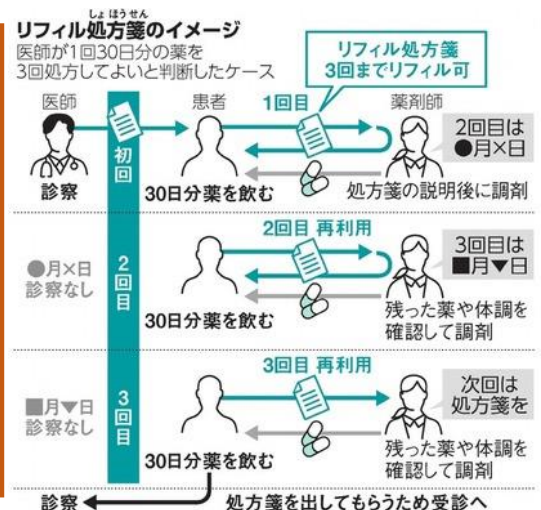 しょほうせん
リフィル処方箋のイメージ
医師が1回30日分の薬を
3回処方してよいと判断したケース
リフィル処方箋
3回までリフィル可
医師
患者
1回目
薬剤師
初回
2回目は
●月×日
診察
30日分薬を飲む
処方箋の説明後に調剤
2回目 再利用
●月×日
診察なし
2回目
3回目は
■月▼日
30日分薬を飲む
残った薬や体調を
確認して調剤
3回目 再利用
■月▼日
診察なし
3回目
次回は
処方箋を
30日分薬を飲む
残った薬や体調を
確認して調剤
診察
処方箋を出してもらうため受診へ